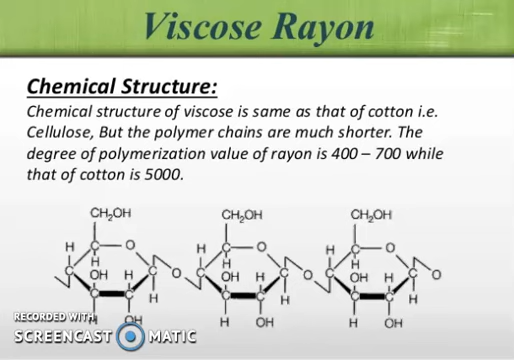 Viscose Rayon
Chemical Structure:
Chemical structure of viscose is same as that of cotton i.e.
Cellulose, But the polymer chains are much shorter. The
degree of polymerization value of rayon is 400 – 700 while
that of cotton is 5000.
CH₂OH CH₂OH CH₂OH
H C O H C O H C O
H H H
C OH H C O C OH H C O C OH H C O
C C H C C H C C H
H OH H OH H OH
RECORDED WITH
SCREENCAST MATIC